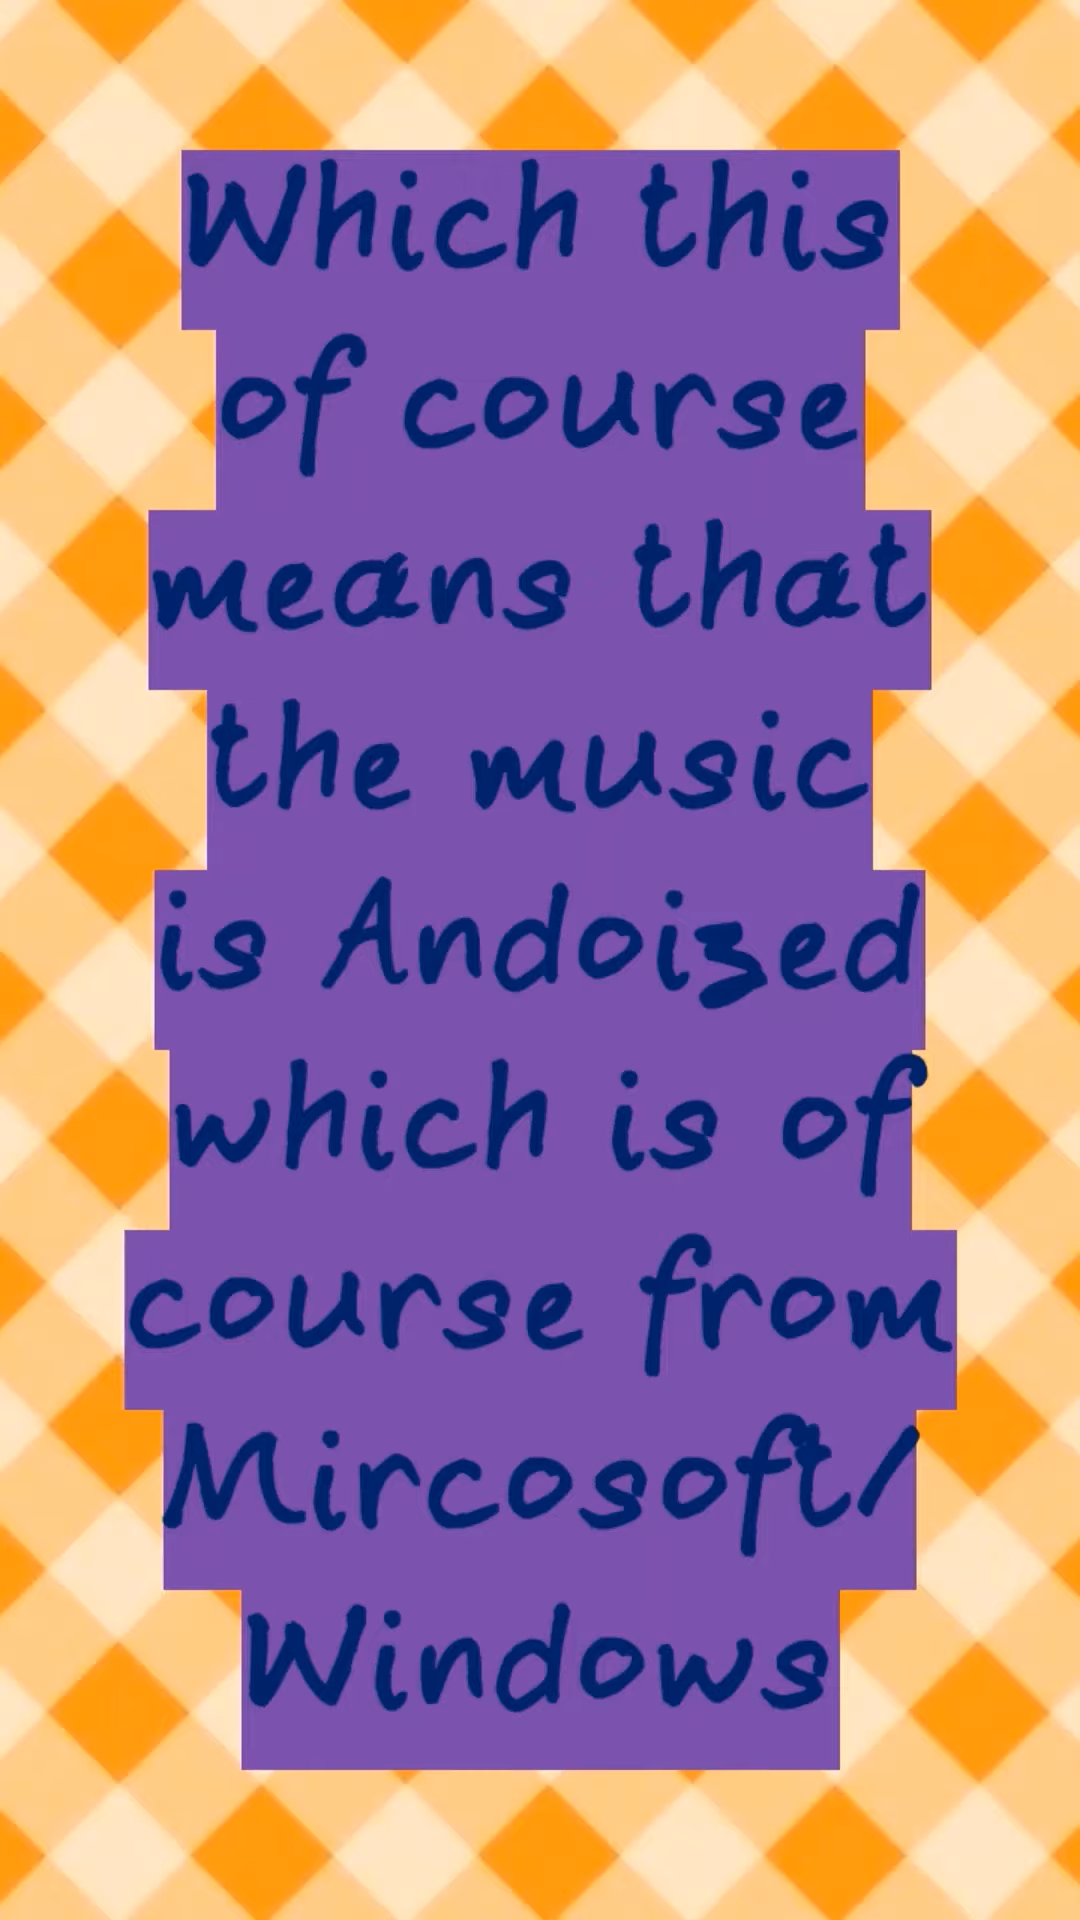 Which this
of course
means that
the music
is Andoized
which is of
course from
Mircosoft/
Windows